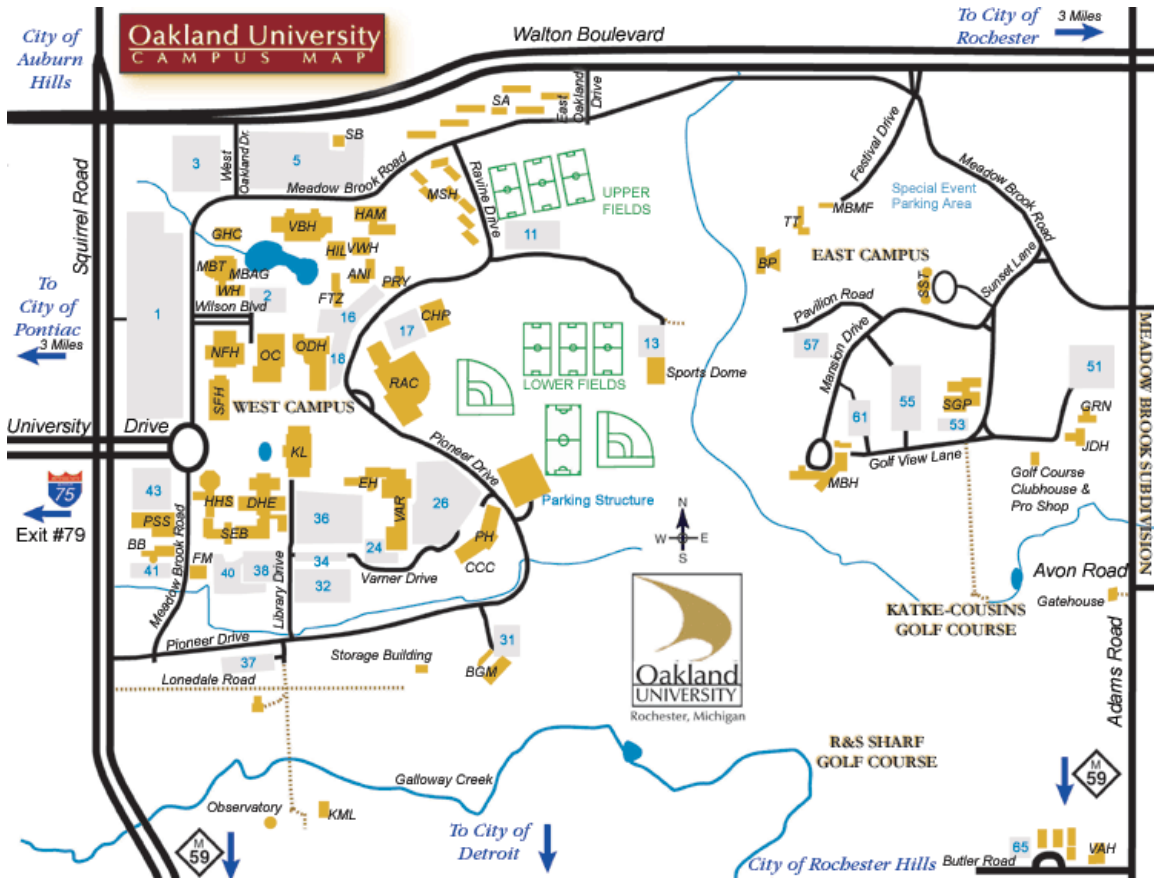 City of
Auburn
Hills
Oakland University
CAMPUS MAP
Walton Boulevard
To City of
Rochester
3 Miles
SA
East
Oakland
Drive
SB
3
West
Oakland Dr.
5
Meadow Brook Road
Squirrel Road
MSH
Ravine Drive
UPPER
FIELDS
11
Festival Drive
Meadow Brook Road
Special Event
Parking Area
MBMF
TT
EAST CAMPUS
BP
SST
Sunset Lane
HAM
VBH
GHC
HIL
VWH
MBT
MBAG
ANI
PRY
WH
FTZ
2
Wilson Blvd
1
16
17
CHP
To
City of
Pontiac
3 Miles
NFH
OC
ODH
18
RAC
SFH
WEST CAMPUS
LOWER FIELDS
13
Sports Dome
Pavilion Road
57
Mansion Drive
55
61
SGP
53
51
GRN
JDH
Golf View Lane
MBH
Golf Course
Clubhouse &
Pro Shop
MEADOW BROOK SUBDIVISION
University Drive
KL
Pioneer Drive
Parking Structure
INTERSTATE
75
Exit #79
43
PSS
BB
41
Meadow Brook Road
HHS
DHE
SEB
FM
40
38
Library Drive
EH
VAR
36
26
24
34
32
Varner Drive
PH
CCC
N
W
E
S
Avon Road
Gatehouse
KATKE-COUSINS
GOLF COURSE
Adams Road
Pioneer Drive
37
Lonedale Road
Storage Building
BGM
31
Oakland
UNIVERSITY
Rochester, Michigan
R&S SHARF
GOLF COURSE
Galloway Creek
Observatory
KML
M
59
To City of
Detroit
City of Rochester Hills
M
59
65
Butler Road
VAH